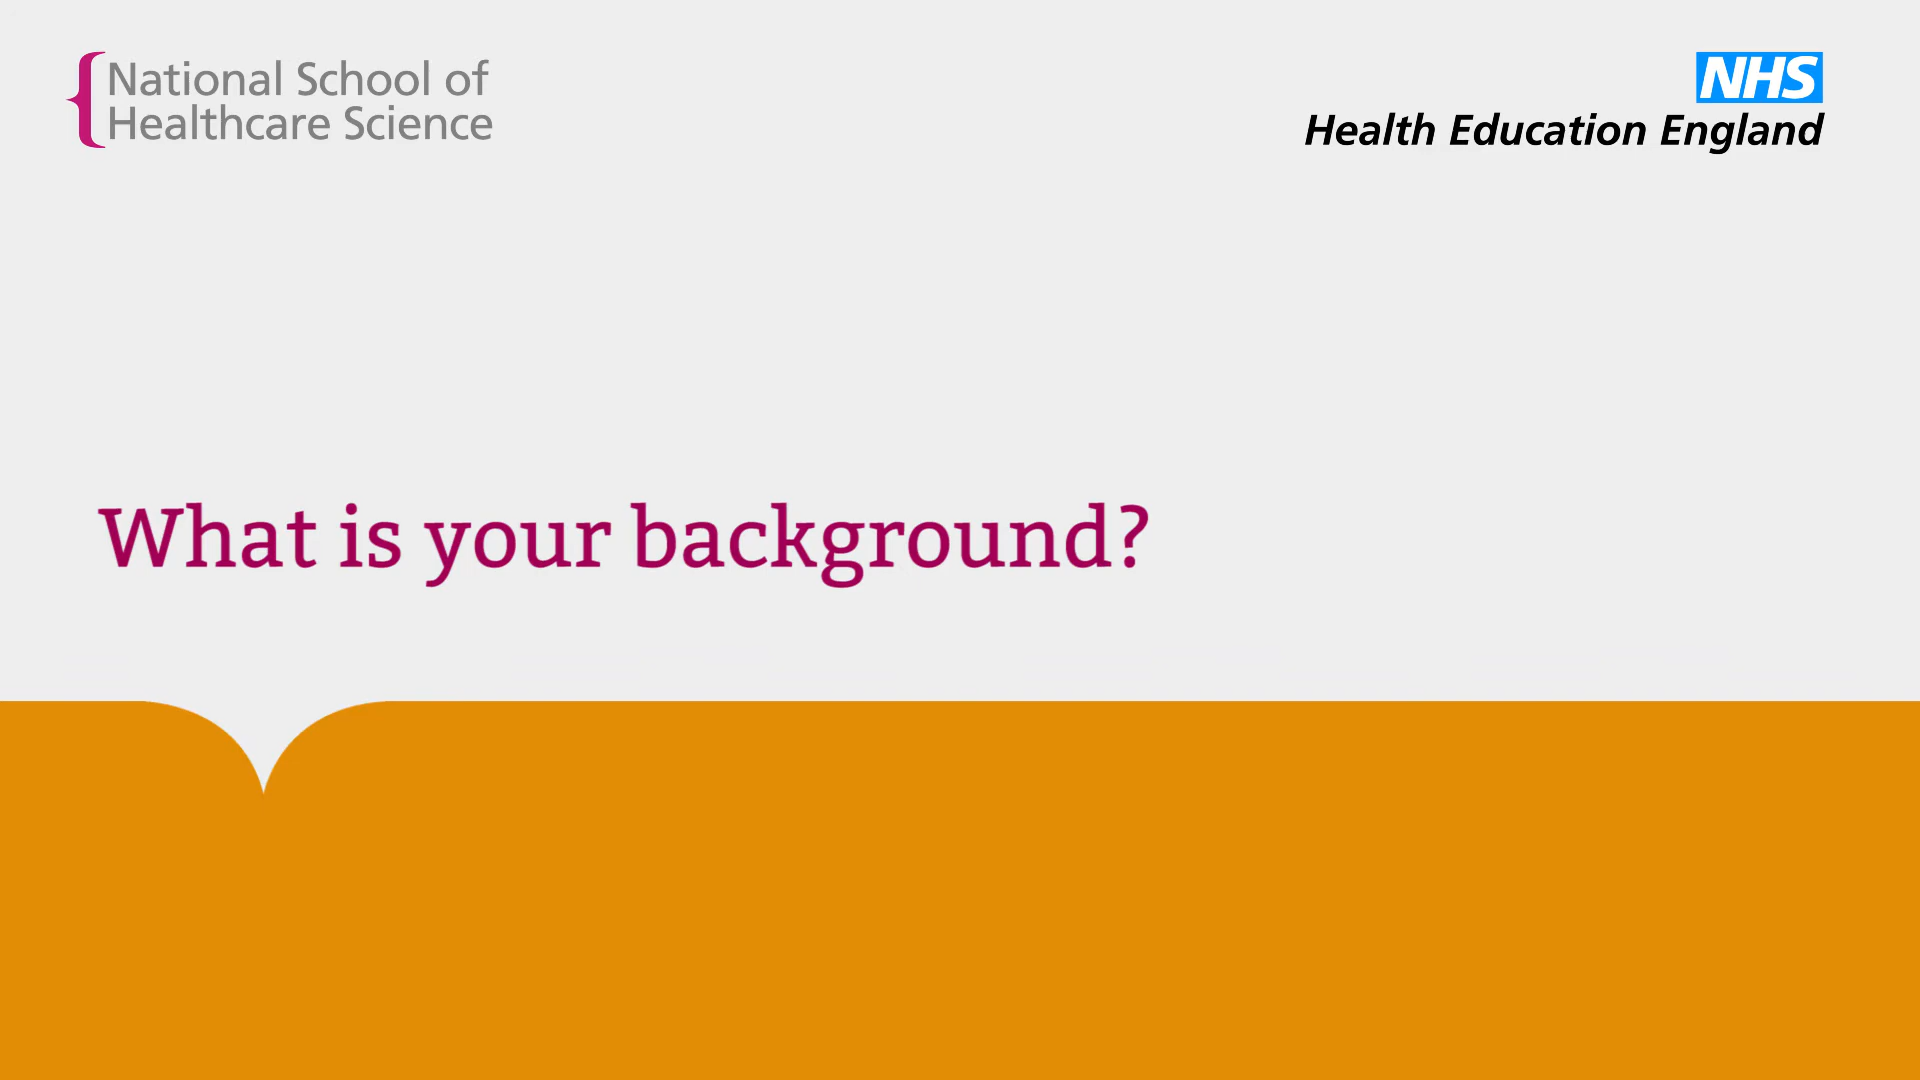 National School of
Healthcare Science
NHS
Health Education England
What is your background?